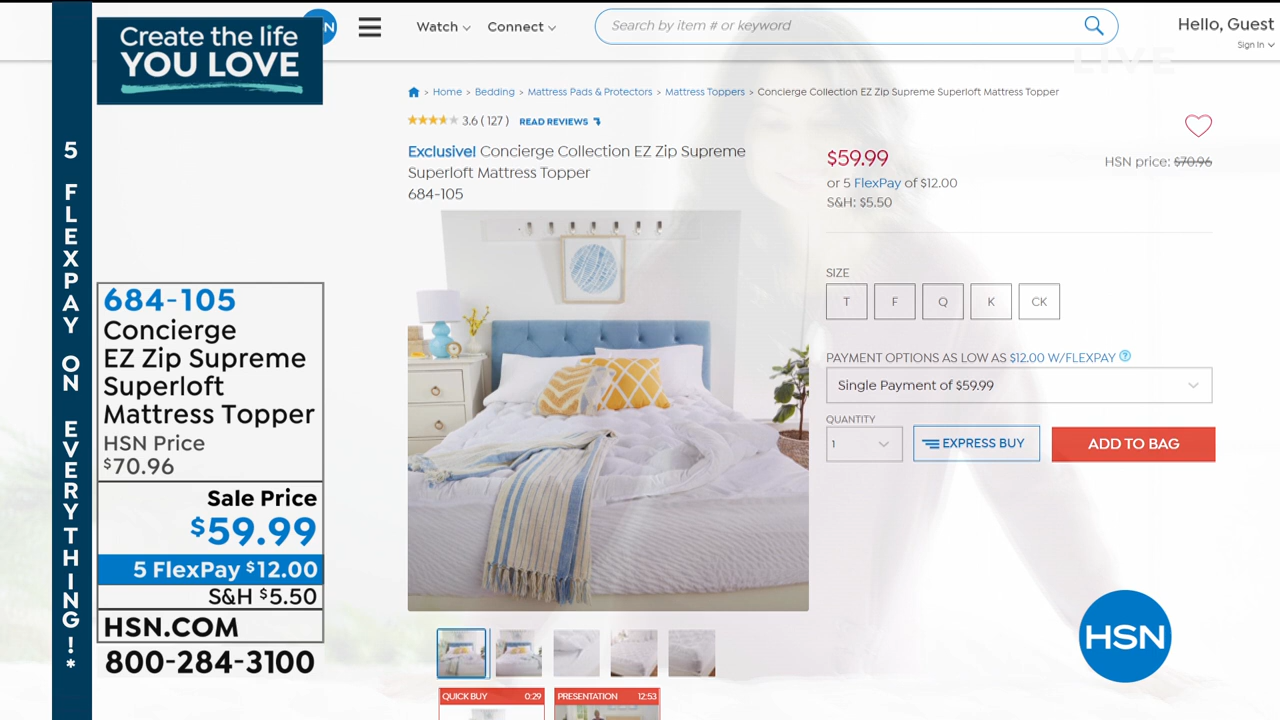 Create the life
YOU LOVE
5 FLEXPAY ON EVERYTHING!*
684-105
Concierge
EZ Zip Supreme
Superloft
Mattress Topper
HSN Price
$70.96
Sale Price
$59.99
5 FlexPay $12.00
S&H $5.50
HSN.COM
800-284-3100
Watch
Connect
Search by item # or keyword
Hello, Guest
Sign In
LIVE
> Home > Bedding > Mattress Pads & Protectors > Mattress Toppers > Concierge Collection EZ Zip Supreme Superloft Mattress Topper
3.6 (127) READ REVIEWS
Exclusive! Concierge Collection EZ Zip Supreme
Superloft Mattress Topper
684-105
$59.99
HSN price: $70.96
or 5 FlexPay of $12.00
S&H: $5.50
SIZE
T F Q K CK
PAYMENT OPTIONS AS LOW AS $12.00 W/FLEXPAY ?
Single Payment of $59.99
QUANTITY
1
EXPRESS BUY
ADD TO BAG
QUICK BUY 0:29
PRESENTATION 12:53
HSN